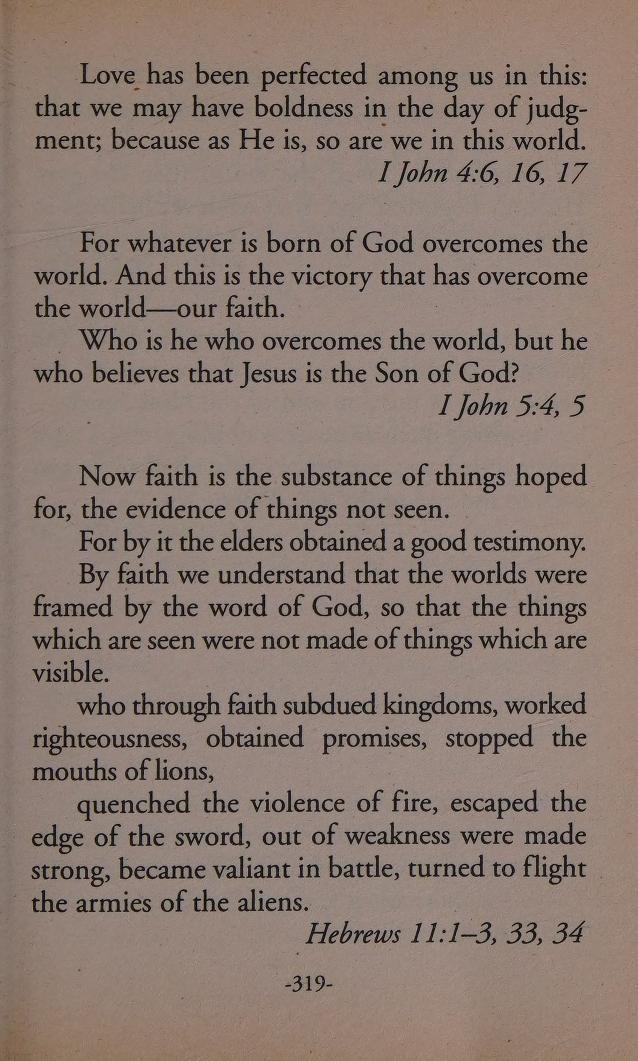 Love has been perfected among us in this:
that we may have boldness in the day of judg-
ment; because as He is, so are we in this world.
I John 4:6, 16, 17
For whatever is born of God overcomes the
world. And this is the victory that has overcome
the world—our faith.
Who is he who overcomes the world, but he
who believes that Jesus is the Son of God?
I John 5:4, 5
Now faith is the substance of things hoped
for, the evidence of things not seen.
For by it the elders obtained a good testimony.
By faith we understand that the worlds were
framed by the word of God, so that the things
which are seen were not made of things which are
visible.
who through faith subdued kingdoms, worked
righteousness, obtained promises, stopped the
mouths of lions,
quenched the violence of fire, escaped the
edge of the sword, out of weakness were made
strong, became valiant in battle, turned to flight
the armies of the aliens.
Hebrews 11:1–3, 33, 34
-319-